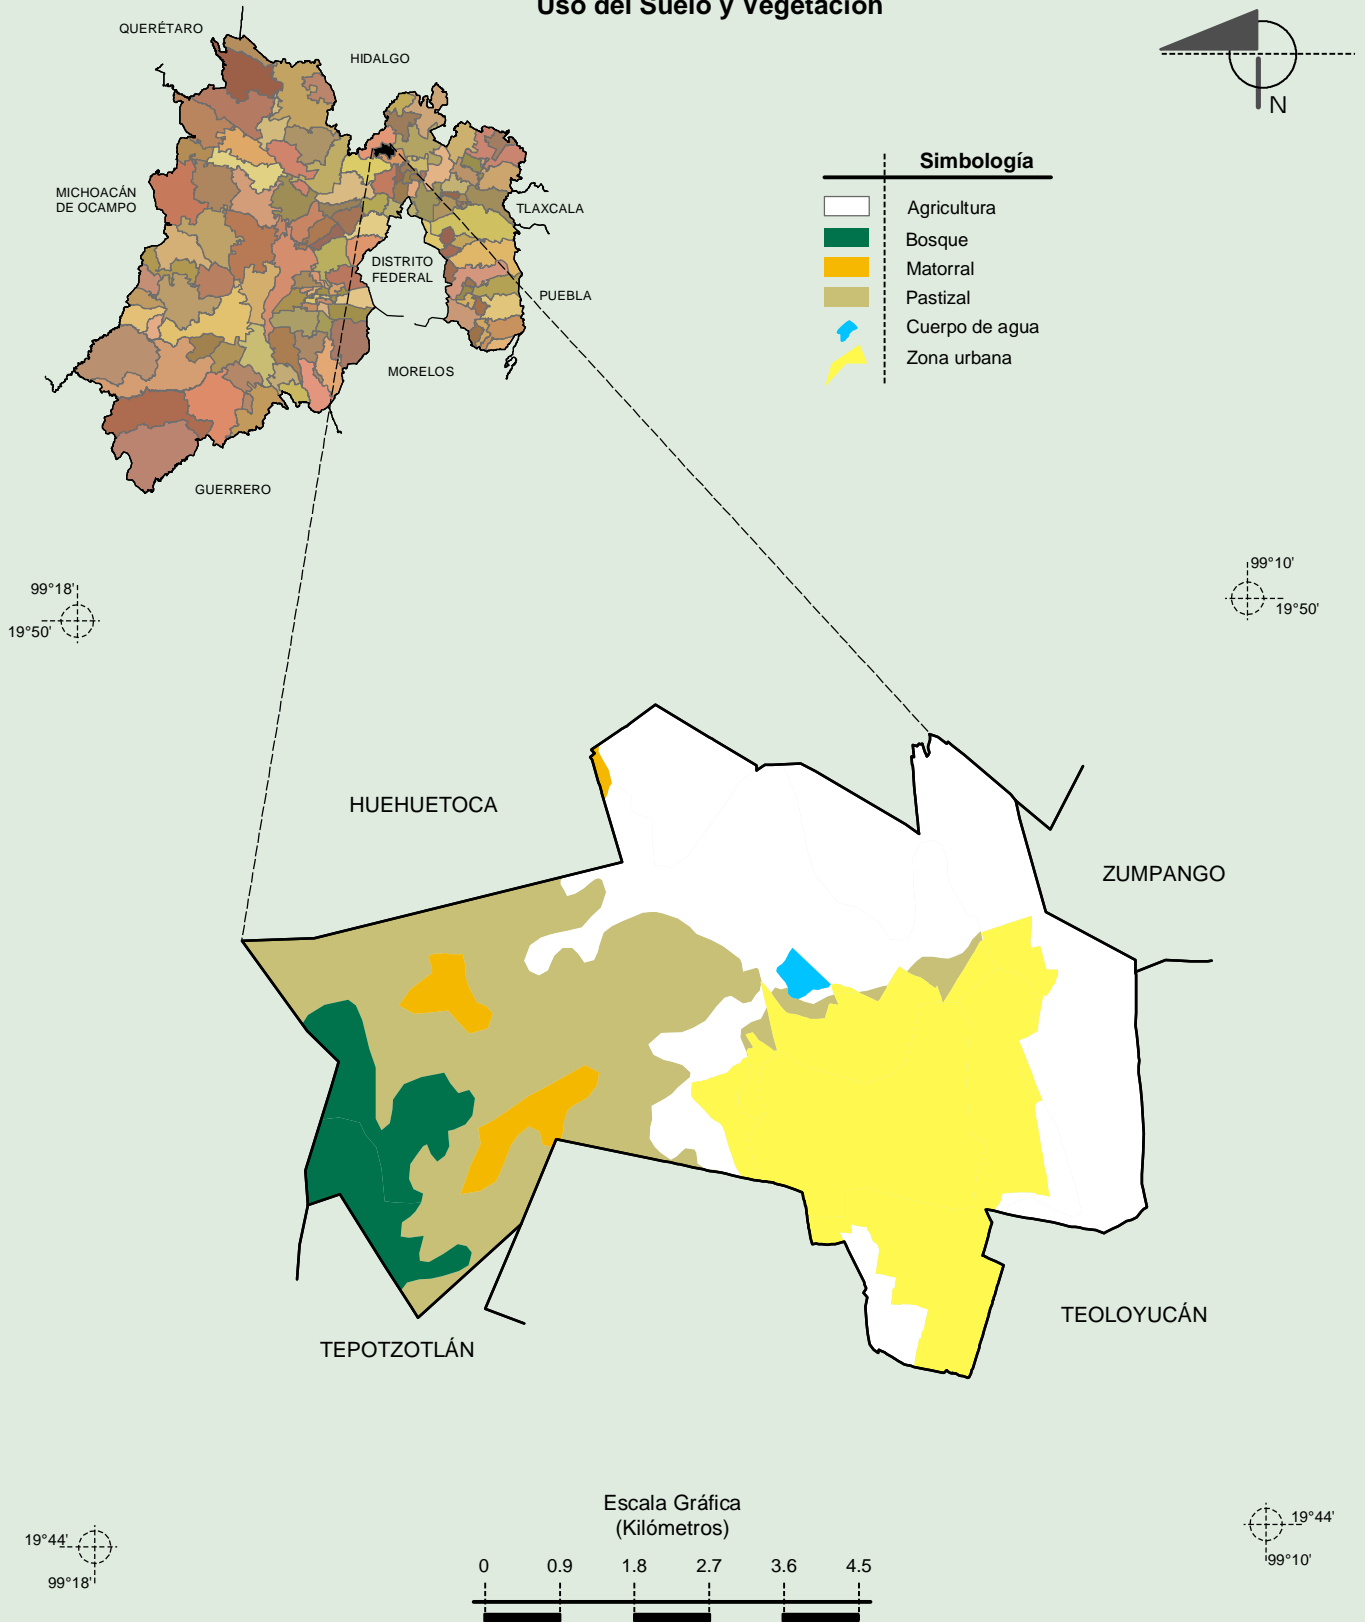 Uso del Suelo y Vegetación
QUERÉTARO
HIDALGO
N
MICHOACÁN
DE OCAMPO
TLAXCALA
DISTRITO
FEDERAL
PUEBLA
MORELOS
GUERRERO
Simbología
Agricultura
Bosque
Matorral
Pastizal
Cuerpo de agua
Zona urbana
99°18'
19°50'
99°10'
19°50'
HUEHUETOCA
ZUMPANGO
TEOLOYUCÁN
TEPOTZOTLÁN
Escala Gráfica
(Kilómetros)
0 0.9 1.8 2.7 3.6 4.5
19°44'
99°18'
19°44'
99°10'